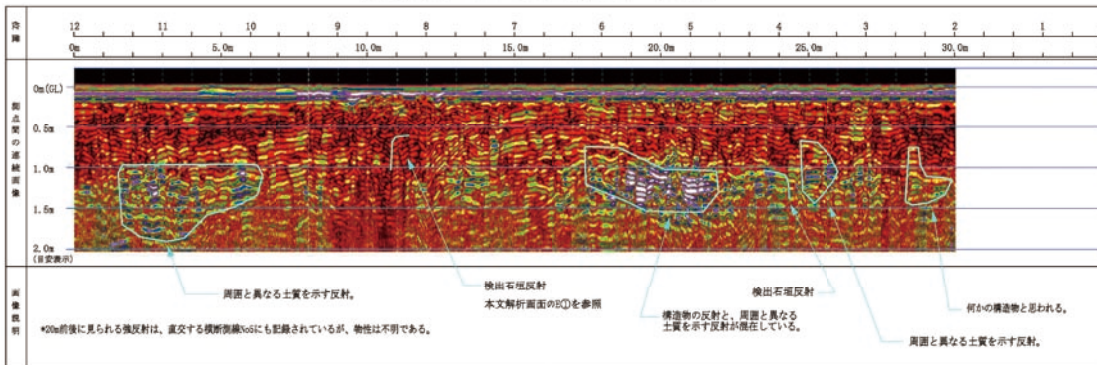 奇障
12 11 10 9 8 7 6 5 4 3 2 1
0m 5.0m 10.0m 15.0m 20.0m 25.0m 30.0m
測点間の連続画像
0m(GL)
0.5m
1.0m
1.5m
2.0m
(目安表示)
画像説明
周囲と異なる土質を示す反射。
検出石垣反射
本文解析画面のE①を参照
構造物の反射と、周囲と異なる
土質を示す反射が混在している。
検出石垣反射
周囲と異なる土質を示す反射。
何かの構造物と思われる。
*20m前後に見られる強反射は、直交する横断測線No5にも記録されているが、物性は不明である。